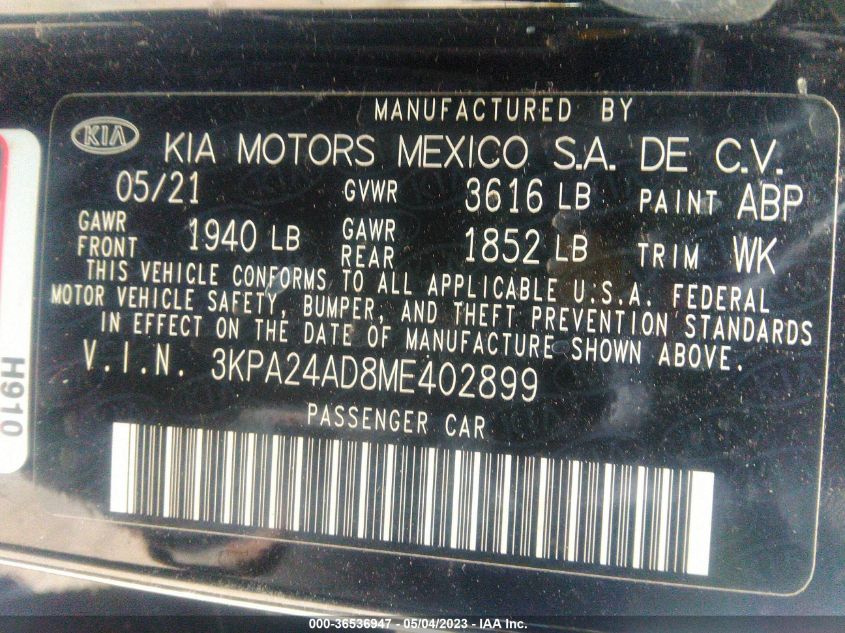 MANUFACTURED BY
KIA KIA MOTORS MEXICO S.A. DE C.V.
05/21 GVWR 3616 LB PAINT ABP
GAWR FRONT 1940 LB GAWR REAR 1852 LB TRIM WK
THIS VEHICLE CONFORMS TO ALL APPLICABLE U.S.A. FEDERAL
MOTOR VEHICLE SAFETY, BUMPER, AND THEFT PREVENTION STANDARDS
IN EFFECT ON THE DATE OF MANUFACTURE SHOWN ABOVE.
V.I.N. 3KPA24AD8ME402899
PASSENGER CAR
H910
000-36536947 - 05/04/2023 - IAA Inc.